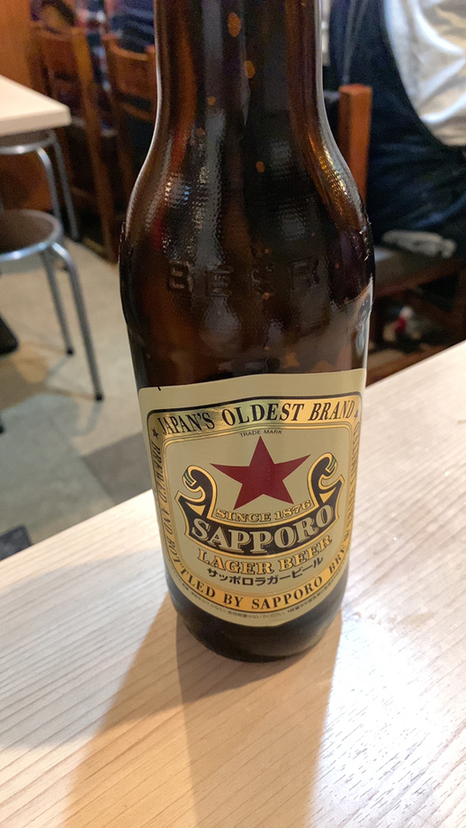 BEER
JAPAN'S OLDEST BRAND
TRADE MARK
SINCE 1876
SAPPORO
LAGER BEER
サッポロラガービール
BREWED AND BOTTLED BY SAPPORO